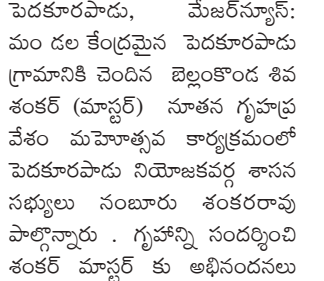 పెదకూరపాడు, మేజర్‌న్యూస్:
మం డల కేంద్రమైన పెదకూరపాడు
గ్రామానికి చెందిన బెల్లంకొండ శివ
శంకర్ (మాస్టర్) నూతన గృహప్ర
వేశం మహెూత్సవ కార్యక్రమంలో
పెదకూరపాడు నియోజకవర్గ శాసన
సభ్యులు నంబూరు శంకరరావు
పాల్గొన్నారు . గృహాన్ని సందర్శించి
శంకర్ మాస్టర్ కు అభినందనలు